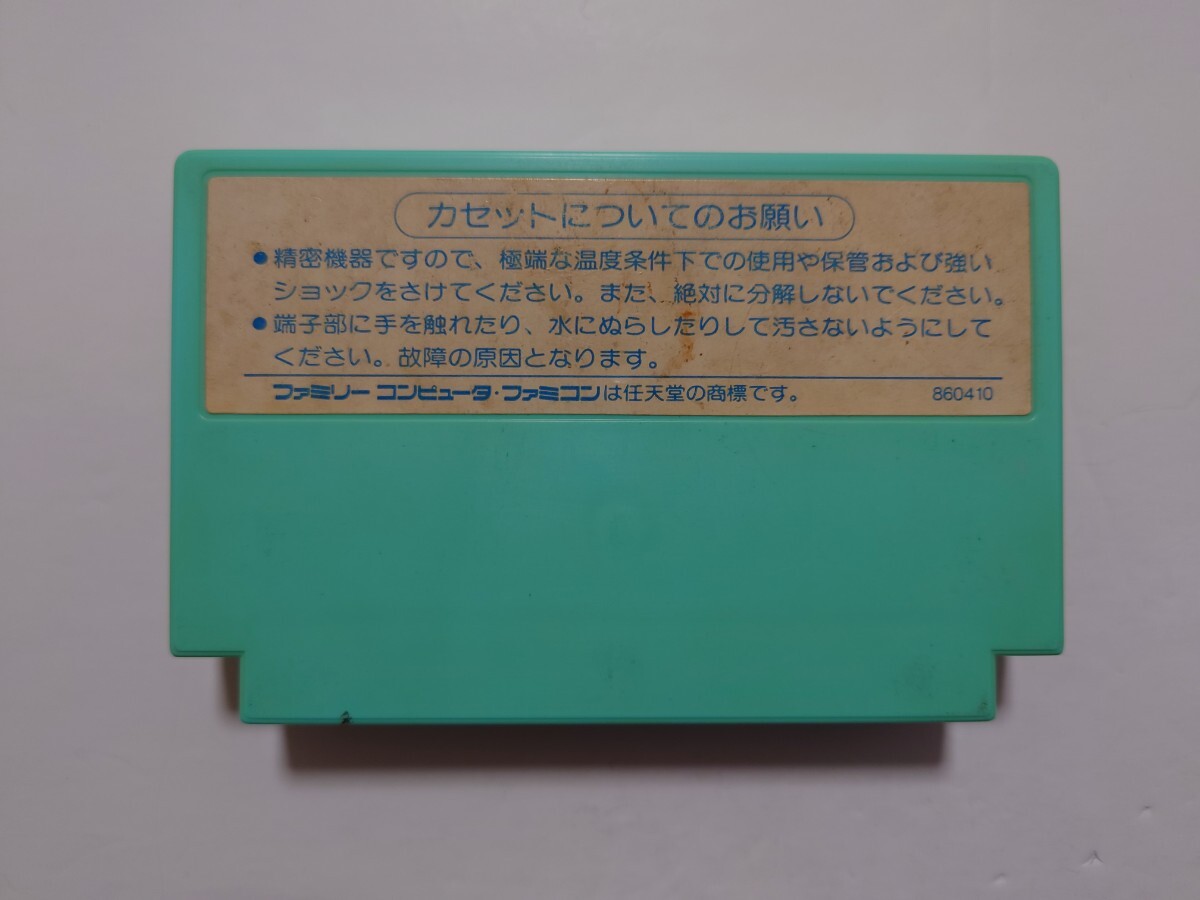 カセットについてのお願い
●精密機器ですので、極端な温度条件下での使用や保管および強い
ショックをさけてください。また、絶対に分解しないでください。
●端子部に手を触れたり、水にぬらしたりして汚さないようにして
ください。故障の原因となります。
ファミリーコンピュータ・ファミコンは任天堂の商標です。 860410